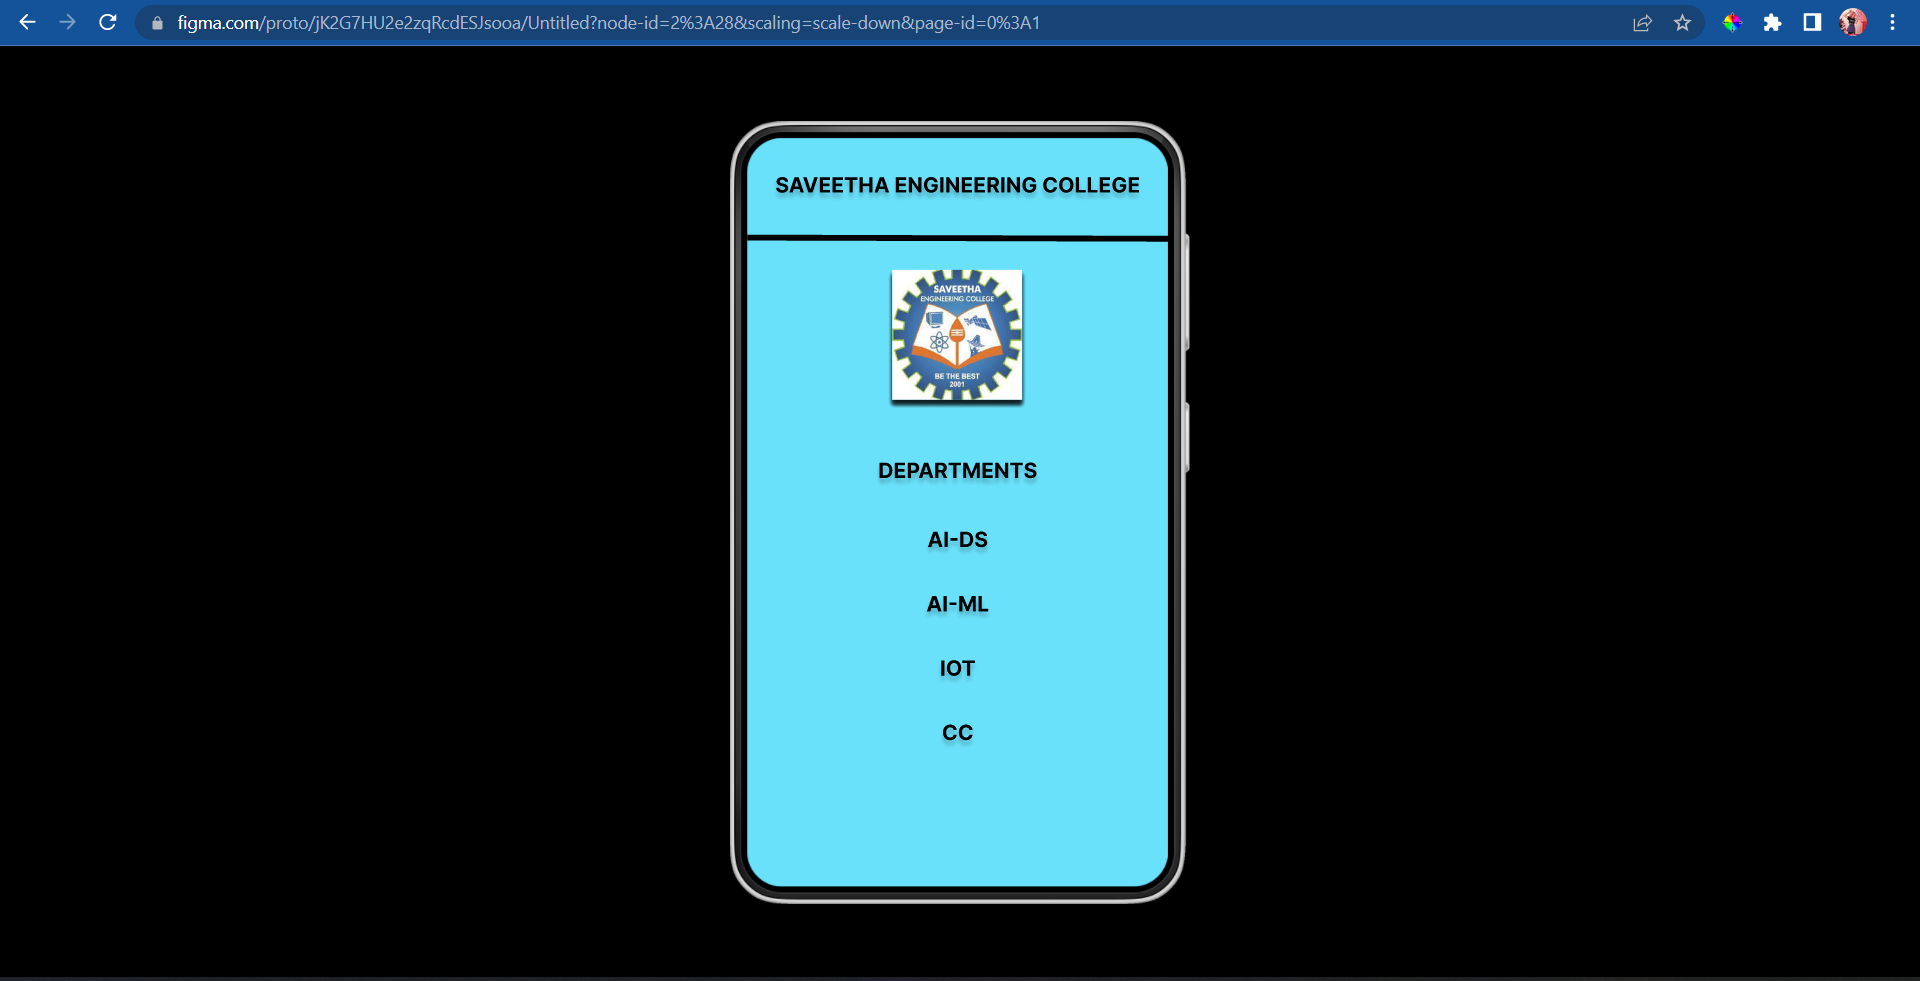 figma.com/proto/jK2G7HU2e2zqRcdESJsooa/Untitled?node-id=2%3A28&scaling=scale-down&page-id=0%3A1
SAVEETHA ENGINEERING COLLEGE
SAVEETHA
ENGINEERING COLLEGE
BE THE BEST
2001
DEPARTMENTS
AI-DS
AI-ML
IOT
CC